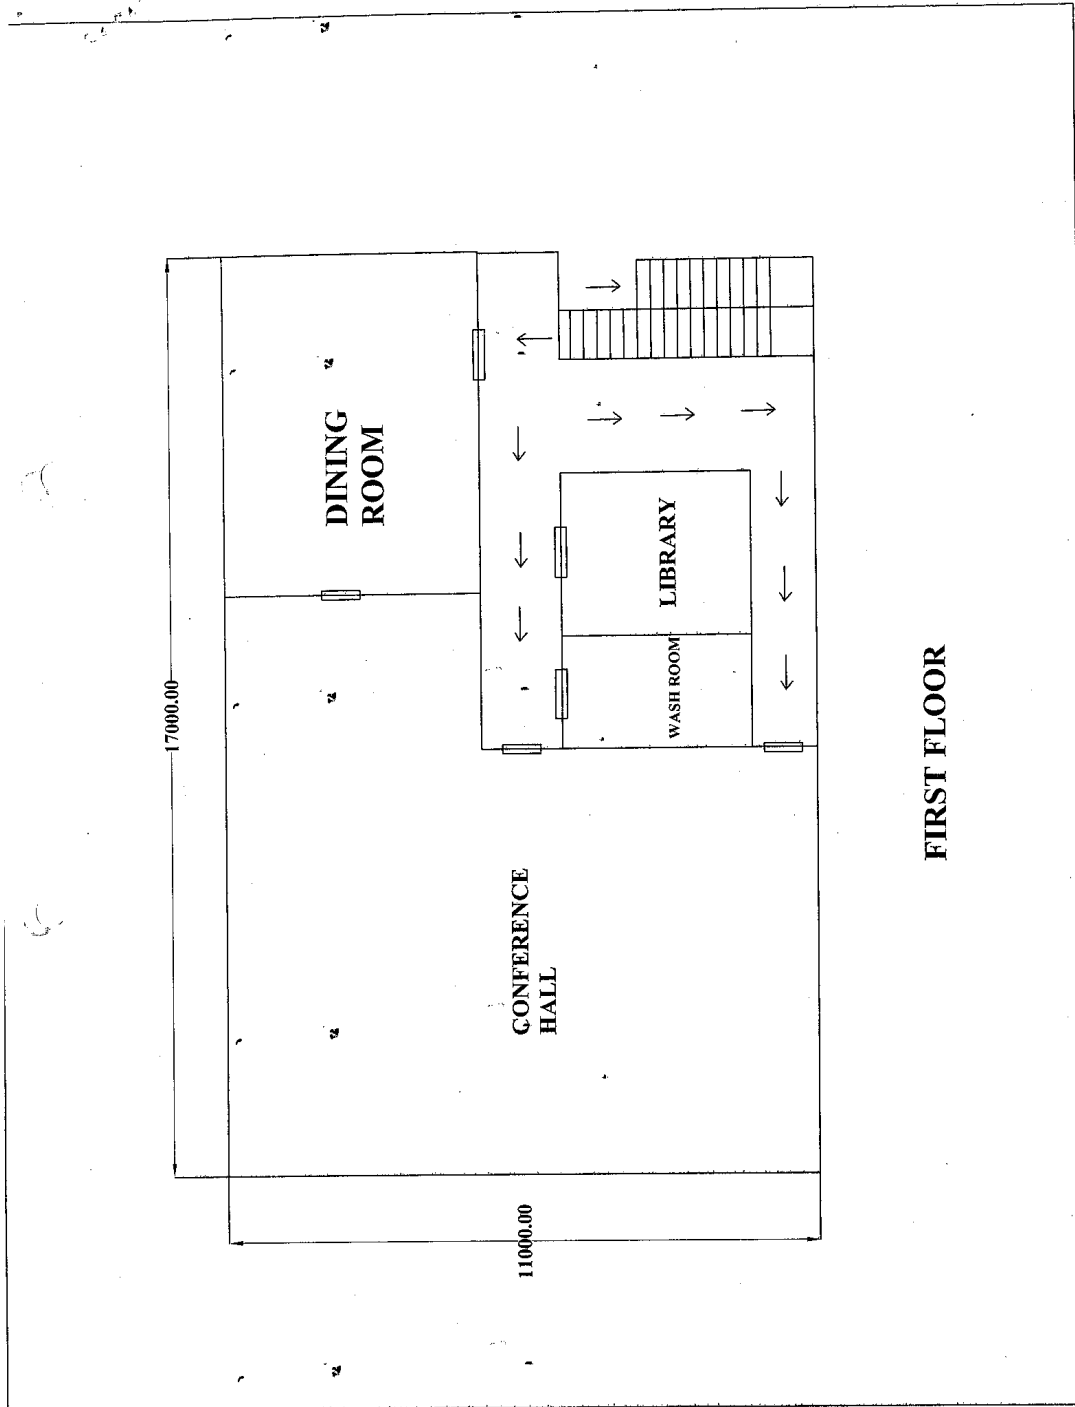 17000.00
DINING
ROOM
LIBRARY
WASH ROOM
CONFERENCE
HALL
11000.00
FIRST FLOOR